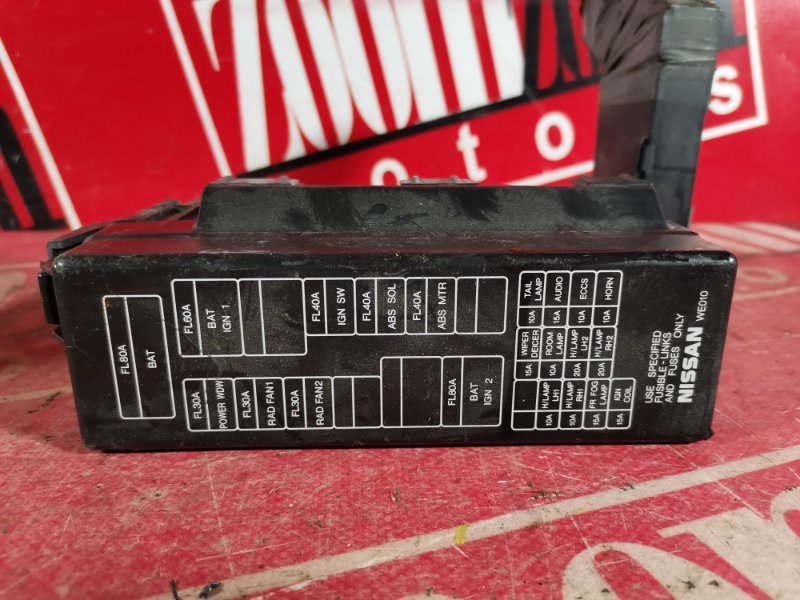 ZOOM
otors
FL80A
BAT
FL60A
BAT
IGN 1
FL40A
IGN SW
FL40A
ABS SOL
FL40A
ABS MTR
FL30A
POWER WDW
FL30A
RAD FAN1
FL30A
RAD FAN2
FL80A
BAT
IGN 2
10A
TAIL
LAMP
15A
AUDIO
10A
ECCS
10A
HORN
15A
WIPER
DEICER
10A
ROOM
LAMP
20A
H/LAMP
LH2
20A
H/LAMP
RH2
10A
H/LAMP
LH1
10A
H/LAMP
RH1
15A
FR FOG
LAMP
15A
IGN
COIL
USE SPECIFIED
FUSIBLE-LINKS
AND FUSES ONLY
NISSAN WE010